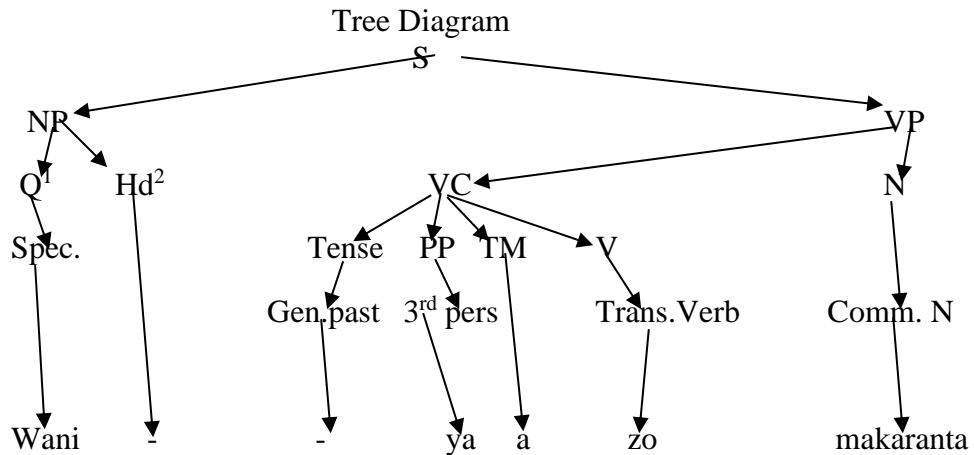 Tree Diagram
S
NP VP
Q¹ Hd² VC N
Spec. Tense PP TM V
Gen.past 3ʳᵈ pers Trans.Verb Comm. N
Wani - - ya a zo makaranta